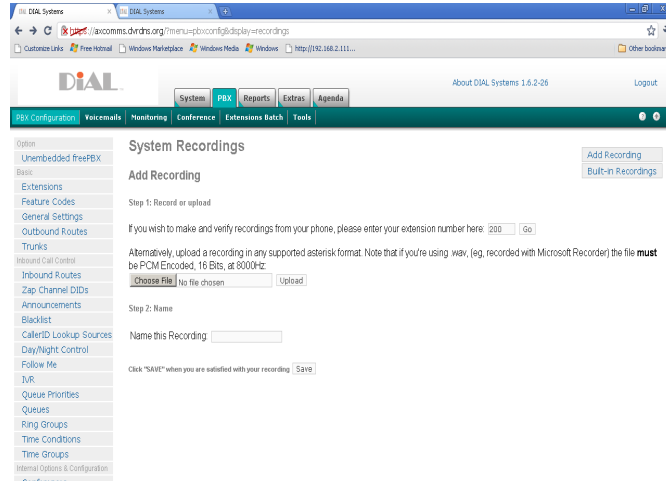 DIAL Systems
DIAL Systems
https://axcomms.dvrdns.org/?menu=pbxconfig&display=recordings
Customize Links Free Hotmail Windows Marketplace Windows Media Windows http://192.168.2.111... Other bookmar
DiAL
About DIAL Systems 1.6.2-26
Logout
System PBX Reports Extras Agenda
PBX Configuration Voicemails Monitoring Conference Extensions Batch Tools
Option
Unembedded freePBX
Basic
Extensions
Feature Codes
General Settings
Outbound Routes
Trunks
Inbound Call Control
Inbound Routes
Zap Channel DIDs
Announcements
Blacklist
CallerID Lookup Sources
Day/Night Control
Follow Me
IVR
Queue Priorities
Queues
Ring Groups
Time Conditions
Time Groups
Internal Options & Configuration
System Recordings
Add Recording
Built-in Recordings
Add Recording
Step 1: Record or upload
If you wish to make and verify recordings from your phone, please enter your extension number here: 200 Go
Alternatively, upload a recording in any supported asterisk format. Note that if you're using .wav, (eg, recorded with Microsoft Recorder) the file must
be PCM Encoded, 16 Bits, at 8000Hz:
Choose File No file chosen Upload
Step 2: Name
Name this Recording:
Click "SAVE" when you are satisfied with your recording Save